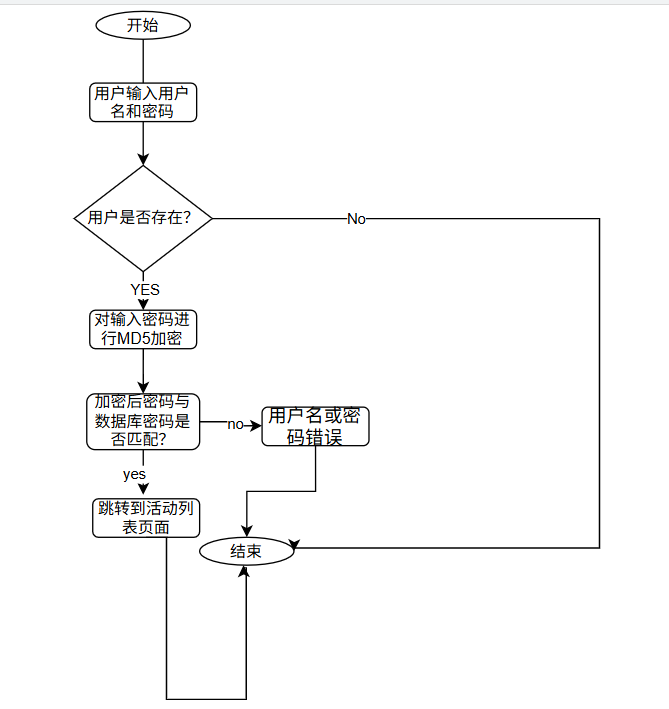 开始
用户输入用户
名和密码
用户是否存在?
No
YES
对输入密码进
行MD5加密
加密后密码与
数据库密码是
否匹配?
no
用户名或密
码错误
yes
跳转到活动列
表页面
结束